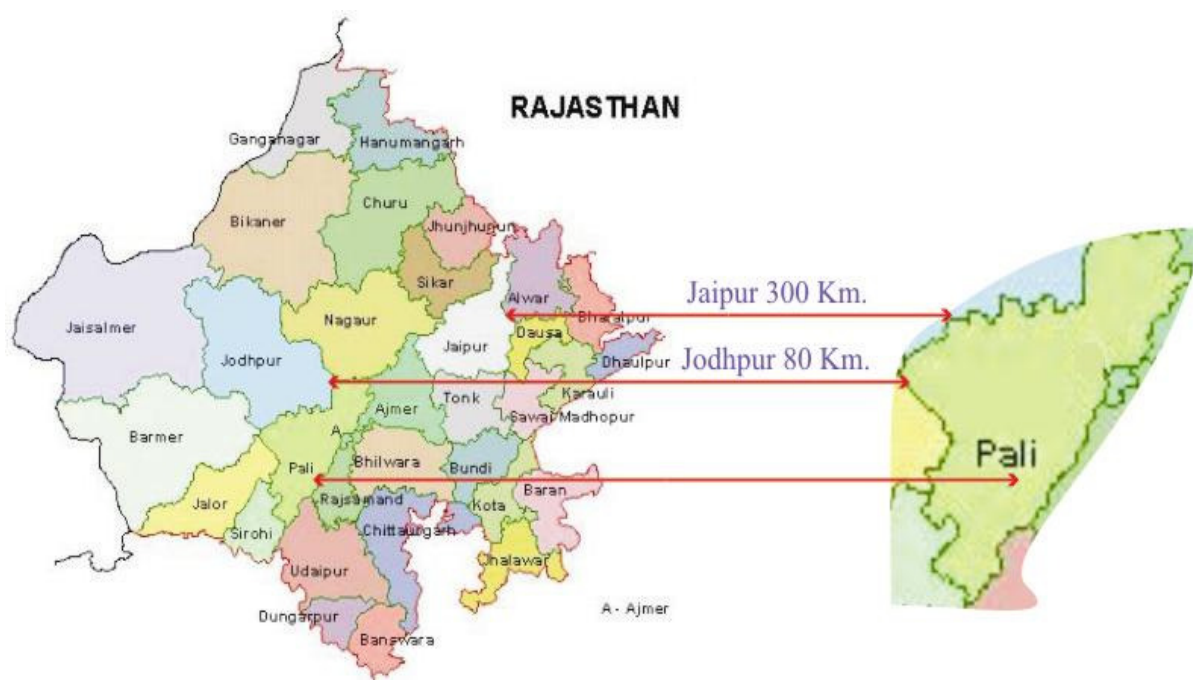 RAJASTHAN
Ganganagar
Hanumangarh
Bikaner
Churu
Jhunjhunun
Sikar
Alwar
Jaipur 300 Km.
Jaisalmer
Nagaur
Bharatpur
Dausa
Jodhpur
Jaipur
Dhaulpur
Jodhpur 80 Km.
Karauli
Ajmer
Tonk
Sawai Madhopur
Barmer
A
Pali
Bhilwara
Bundi
Pali
Baran
Jalor
Rajsamand
Kota
Sirohi
Chittaurgarh
Jhalawar
Udaipur
A - Ajmer
Dungarpur
Banswara